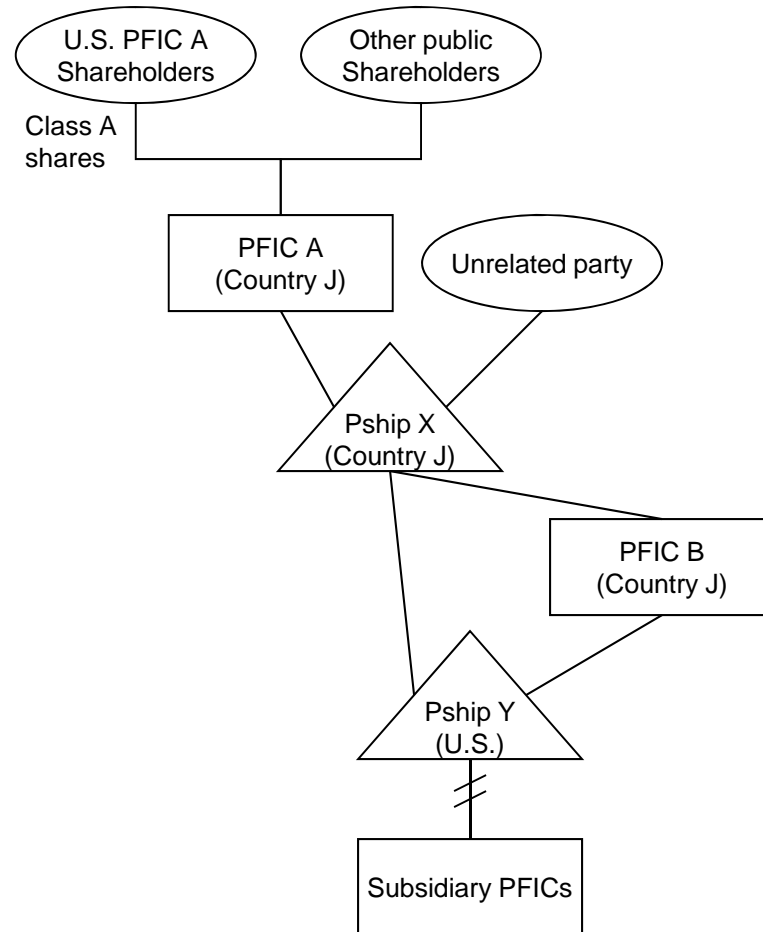 U.S. PFIC A
Shareholders
Other public
Shareholders
Class A
shares
PFIC A
(Country J)
Unrelated party
Pship X
(Country J)
PFIC B
(Country J)
Pship Y
(U.S.)
Subsidiary PFICs